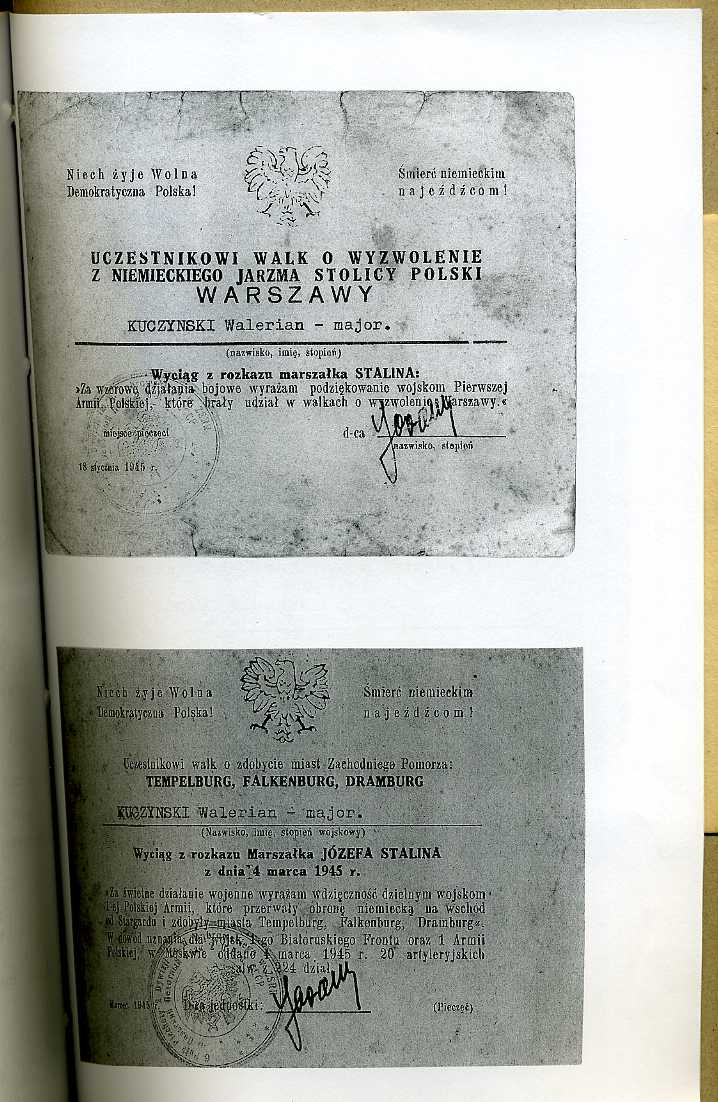 Niech żyje Wolna
Demokratyczna Polska!
Śmierć niemieckim
najeźdźcom!
UCZESTNIKOWI WALK O WYZWOLENIE
Z NIEMIECKIEGO JARZMA STOLICY POLSKI
WARSZAWY
KUCZYNSKI Walerian - major.
(nazwisko, imię, stopień)
Wyciąg z rozkazu marszałka STALINA:
»Za wzorowe działania bojowe wyrażam podziękowanie wojskom Pierwszej
Armii Polskiej, które brały udział w walkach o wyzwolenie Warszawy.«
miejsce pieczęci
d-ca
nazwisko, stopień
18 stycznia 1945 r.
Niech żyje Wolna
Demokratyczna Polska!
Śmierć niemieckim
najeźdźcom!
Uczestnikowi walk o zdobycie miast Zachodniego Pomorza:
TEMPELBURG, FALKENBURG, DRAMBURG
KUCZYNSKI Walerian - major.
(Nazwisko, imię, stopień wojskowy)
Wyciąg z rozkazu Marszałka JÓZEFA STALINA
z dnia 4 marca 1945 r.
»Za świetne działanie wojenne wyrażam wdzięczność dzielnym wojskom
1-ej Polskiej Armii, które przerwały obronę niemiecką na wschód
od Stargardu i zdobyły miasta Tempelburg, Falkenburg, Dramburg«.
W dowód uznania dla wojsk 1-go Białoruskiego Frontu oraz 1 Armii
Polskiej w Moskwie oddano 4 marca 1945 r. 20 artyleryjskich
salw 224 dział.
Marzec 1945 r.
D-ca jednostki:
(Pieczęć)